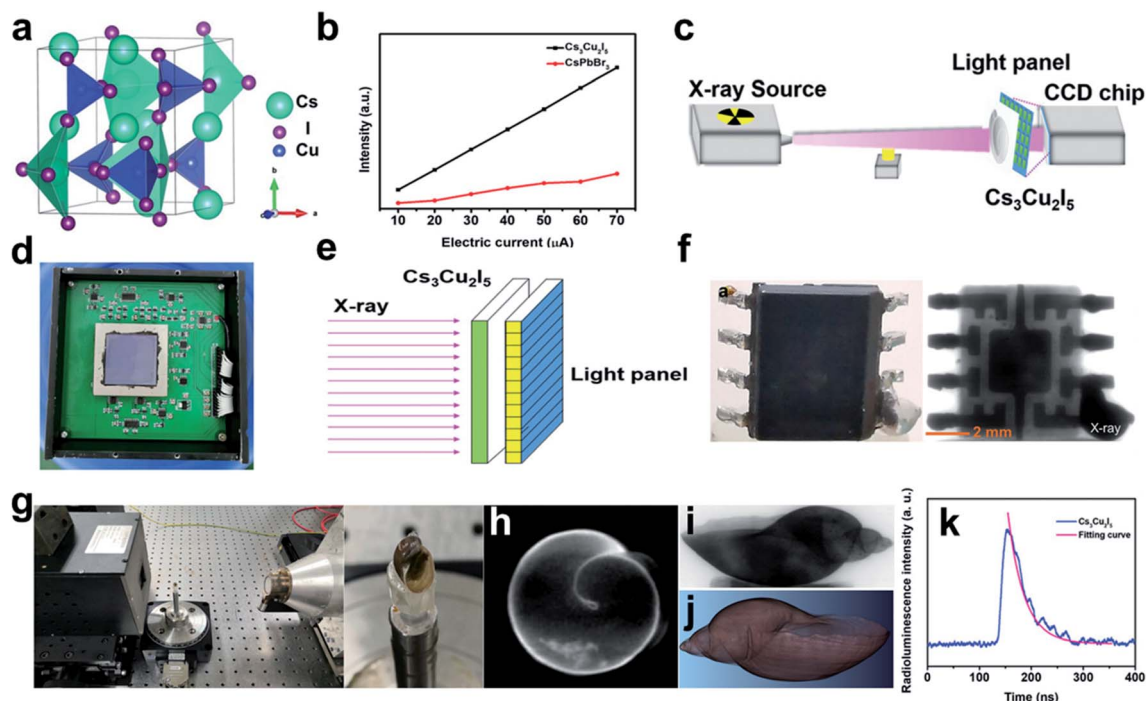 a
Cs
I
Cu
b
a
c
b
Intensity (a.u.)
Cs₃Cu₂I₅
CsPbBr₃
10 20 30 40 50 60 70
Electric current (μA)
c
X-ray Source
Light panel
CCD chip
Cs₃Cu₂I₅
d
e
Cs₃Cu₂I₅
X-ray
Light panel
f
a
2 mm
X-ray
g
h
i
j
k
Radioluminescence intensity (a. u.)
Cs₃Cu₂I₅
Fitting curve
0 100 200 300 400
Time (ns)